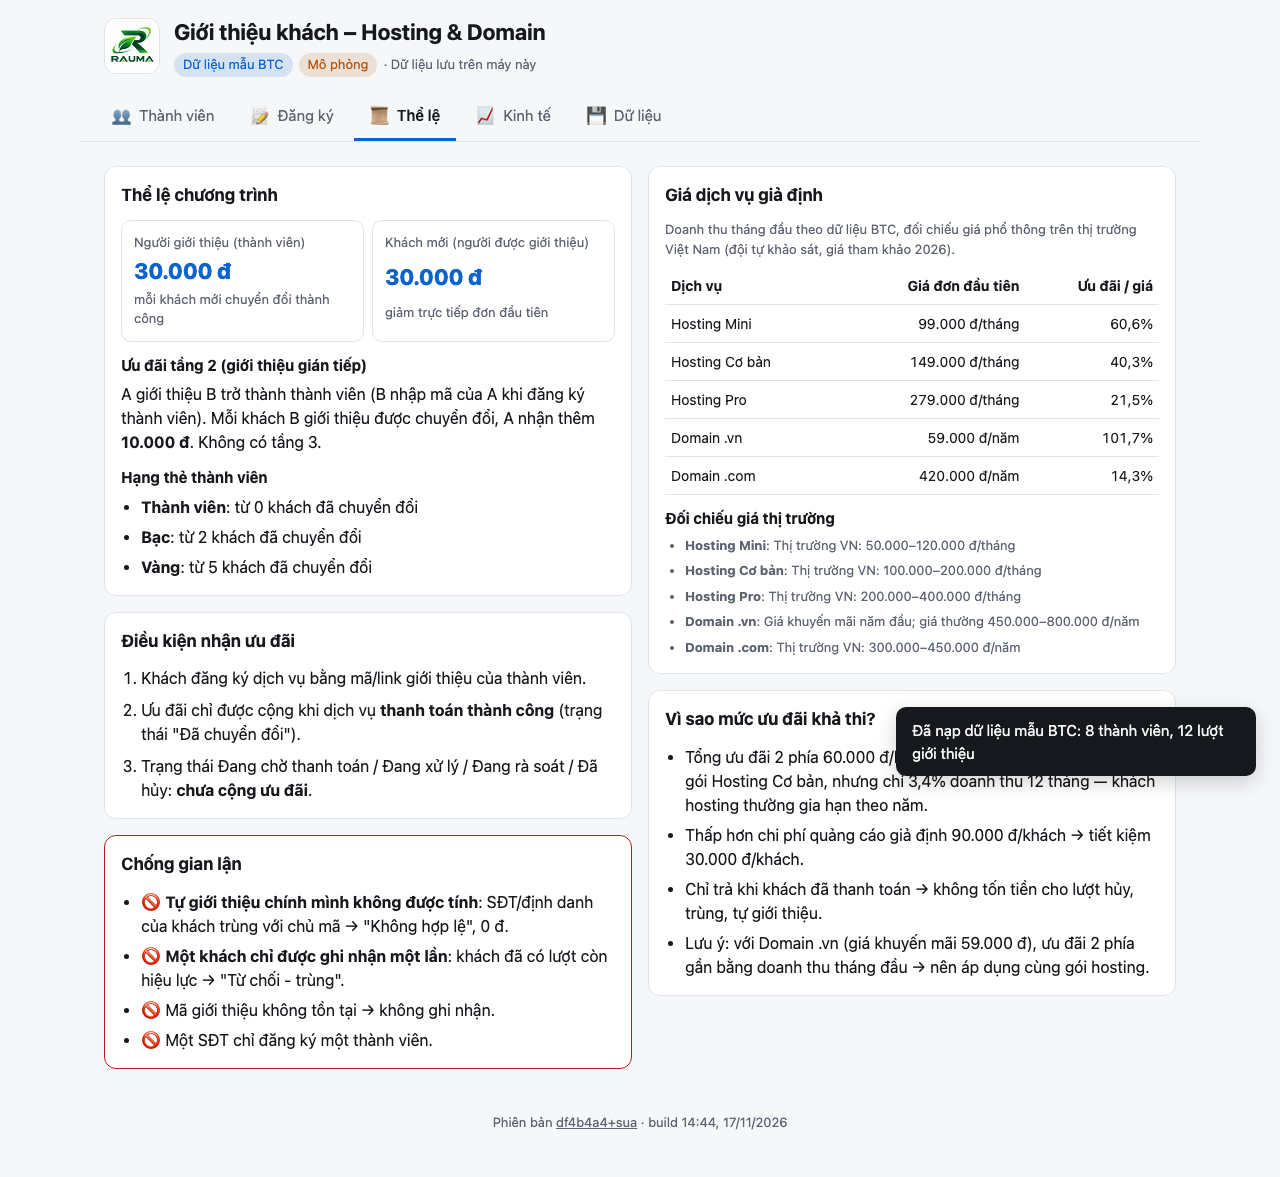 RAUMA
Giới thiệu khách – Hosting & Domain
Dữ liệu mẫu BTC Mô phỏng · Dữ liệu lưu trên máy này
Thành viên Đăng ký Thể lệ Kinh tế Dữ liệu
Thể lệ chương trình
Người giới thiệu (thành viên)
30.000 đ
mỗi khách mới chuyển đổi thành
công
Khách mới (người được giới thiệu)
30.000 đ
giảm trực tiếp đơn đầu tiên
Ưu đãi tầng 2 (giới thiệu gián tiếp)
A giới thiệu B trở thành thành viên (B nhập mã của A khi đăng ký
thành viên). Mỗi khách B giới thiệu được chuyển đổi, A nhận thêm
10.000 đ. Không có tầng 3.
Hạng thẻ thành viên
• Thành viên: từ 0 khách đã chuyển đổi
• Bạc: từ 2 khách đã chuyển đổi
• Vàng: từ 5 khách đã chuyển đổi
Điều kiện nhận ưu đãi
1. Khách đăng ký dịch vụ bằng mã/link giới thiệu của thành viên.
2. Ưu đãi chỉ được cộng khi dịch vụ thanh toán thành công (trạng
thái "Đã chuyển đổi").
3. Trạng thái Đang chờ thanh toán / Đang xử lý / Đang rà soát / Đã
hủy: chưa cộng ưu đãi.
Chống gian lận
• Tự giới thiệu chính mình không được tính: SĐT/định danh
của khách trùng với chủ mã → "Không hợp lệ", 0 đ.
• Một khách chỉ được ghi nhận một lần: khách đã có lượt còn
hiệu lực → "Từ chối - trùng".
• Mã giới thiệu không tồn tại → không ghi nhận.
• Một SĐT chỉ đăng ký một thành viên.
Giá dịch vụ giả định
Doanh thu tháng đầu theo dữ liệu BTC, đối chiếu giá phổ thông trên thị trường
Việt Nam (đội tự khảo sát, giá tham khảo 2026).
Dịch vụ Giá đơn đầu tiên Ưu đãi / giá
Hosting Mini 99.000 đ/tháng 60,6%
Hosting Cơ bản 149.000 đ/tháng 40,3%
Hosting Pro 279.000 đ/tháng 21,5%
Domain .vn 59.000 đ/năm 101,7%
Domain .com 420.000 đ/năm 14,3%
Đối chiếu giá thị trường
• Hosting Mini: Thị trường VN: 50.000–120.000 đ/tháng
• Hosting Cơ bản: Thị trường VN: 100.000–200.000 đ/tháng
• Hosting Pro: Thị trường VN: 200.000–400.000 đ/tháng
• Domain .vn: Giá khuyến mãi năm đầu; giá thường 450.000–800.000 đ/năm
• Domain .com: Thị trường VN: 300.000–450.000 đ/năm
Vì sao mức ưu đãi khả thi?
• Tổng ưu đãi 2 phía 60.000 đ/
gói Hosting Cơ bản, nhưng chỉ 3,4% doanh thu 12 tháng — khách
hosting thường gia hạn theo năm.
• Thấp hơn chi phí quảng cáo giả định 90.000 đ/khách → tiết kiệm
30.000 đ/khách.
• Chỉ trả khi khách đã thanh toán → không tốn tiền cho lượt hủy,
trùng, tự giới thiệu.
• Lưu ý: với Domain .vn (giá khuyến mãi 59.000 đ), ưu đãi 2 phía
gần bằng doanh thu tháng đầu → nên áp dụng cùng gói hosting.
Đã nạp dữ liệu mẫu BTC: 8 thành viên, 12 lượt
giới thiệu
Phiên bản df4b4a4+sua · build 14:44, 17/11/2026